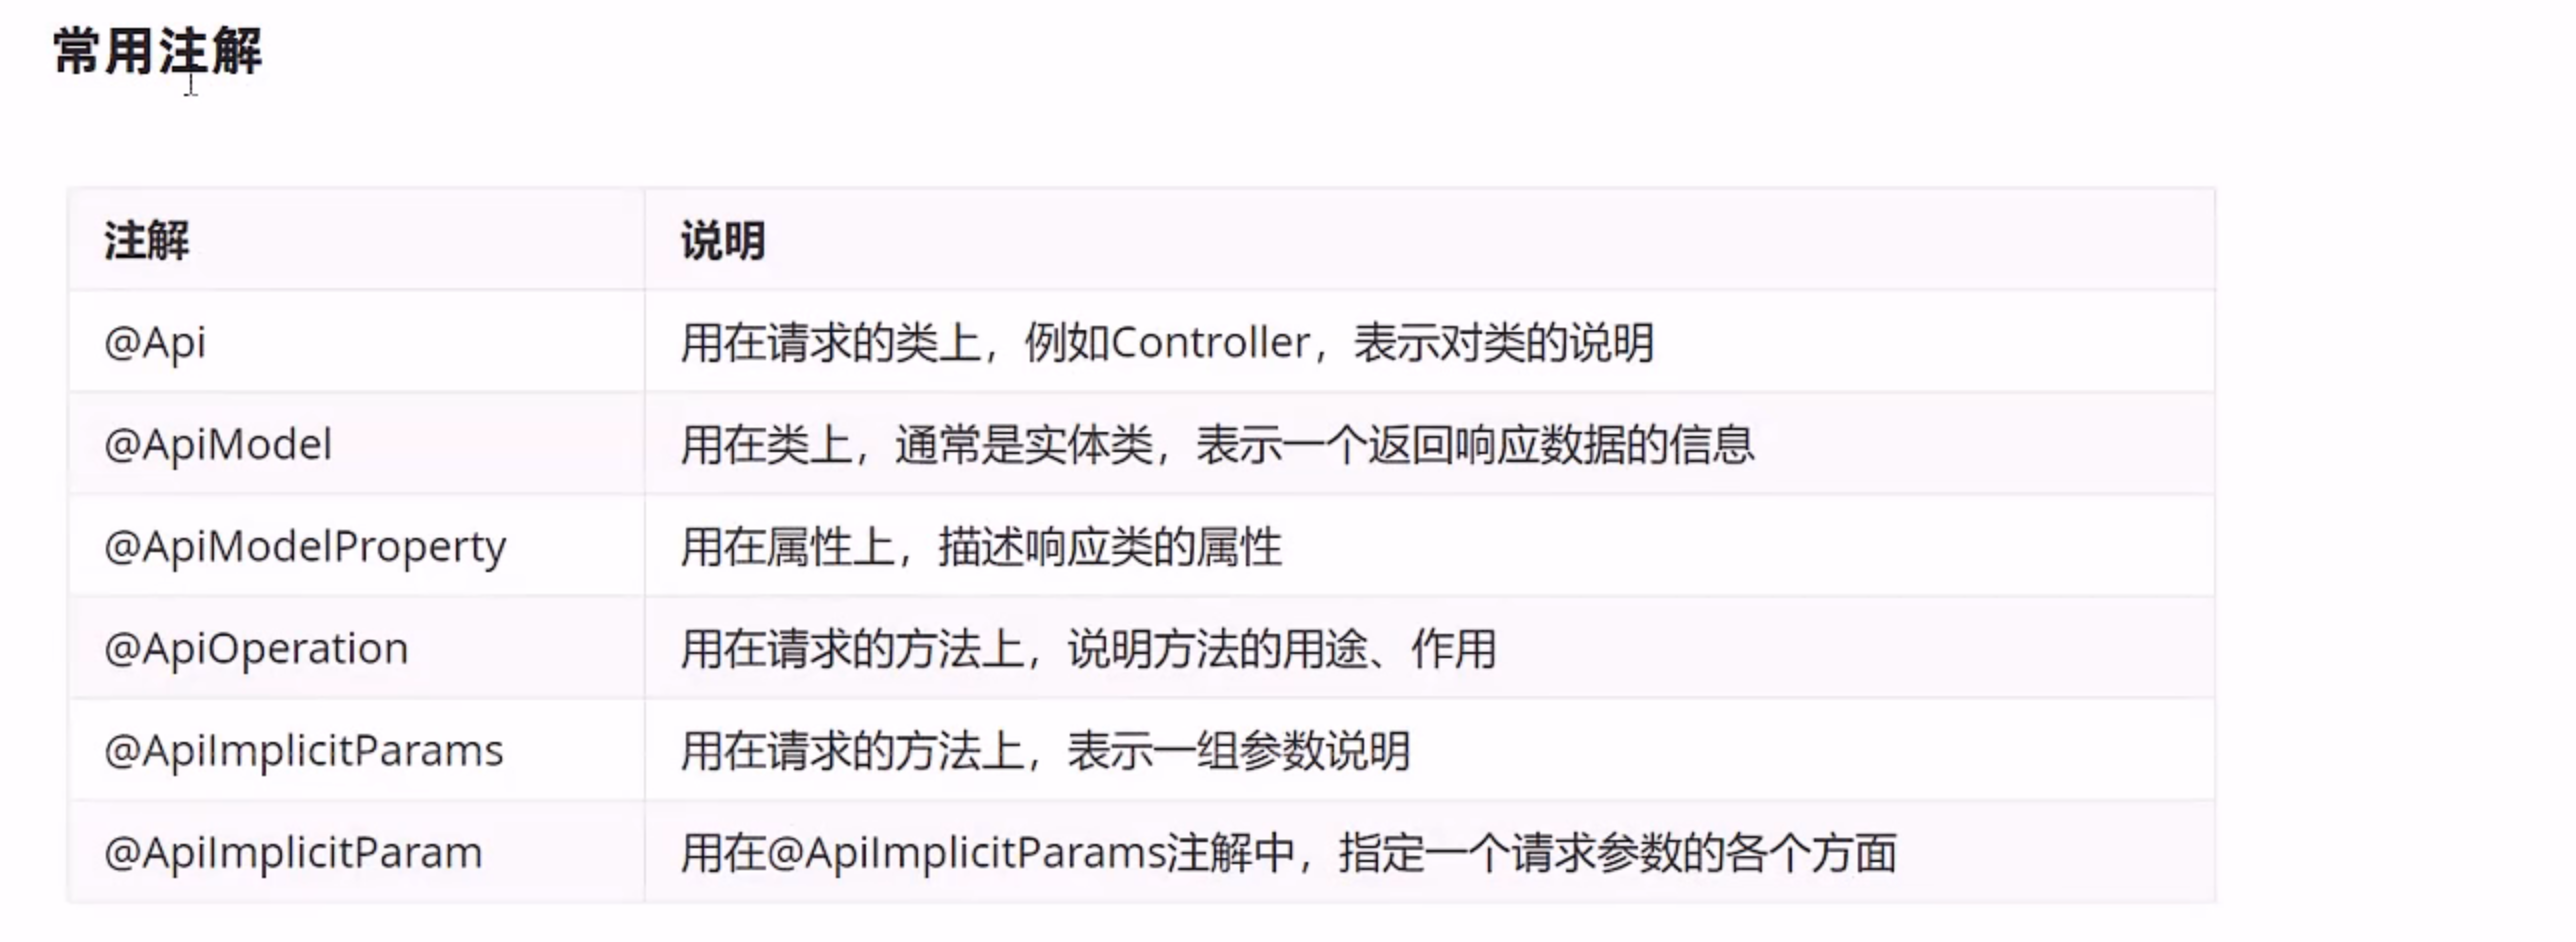 常用注解
注解 说明
@Api 用在请求的类上，例如Controller，表示对类的说明
@ApiModel 用在类上，通常是实体类，表示一个返回响应数据的信息
@ApiModelProperty 用在属性上，描述响应类的属性
@ApiOperation 用在请求的方法上，说明方法的用途、作用
@ApiImplicitParams 用在请求的方法上，表示一组参数说明
@ApiImplicitParam 用在@ApiImplicitParams注解中，指定一个请求参数的各个方面